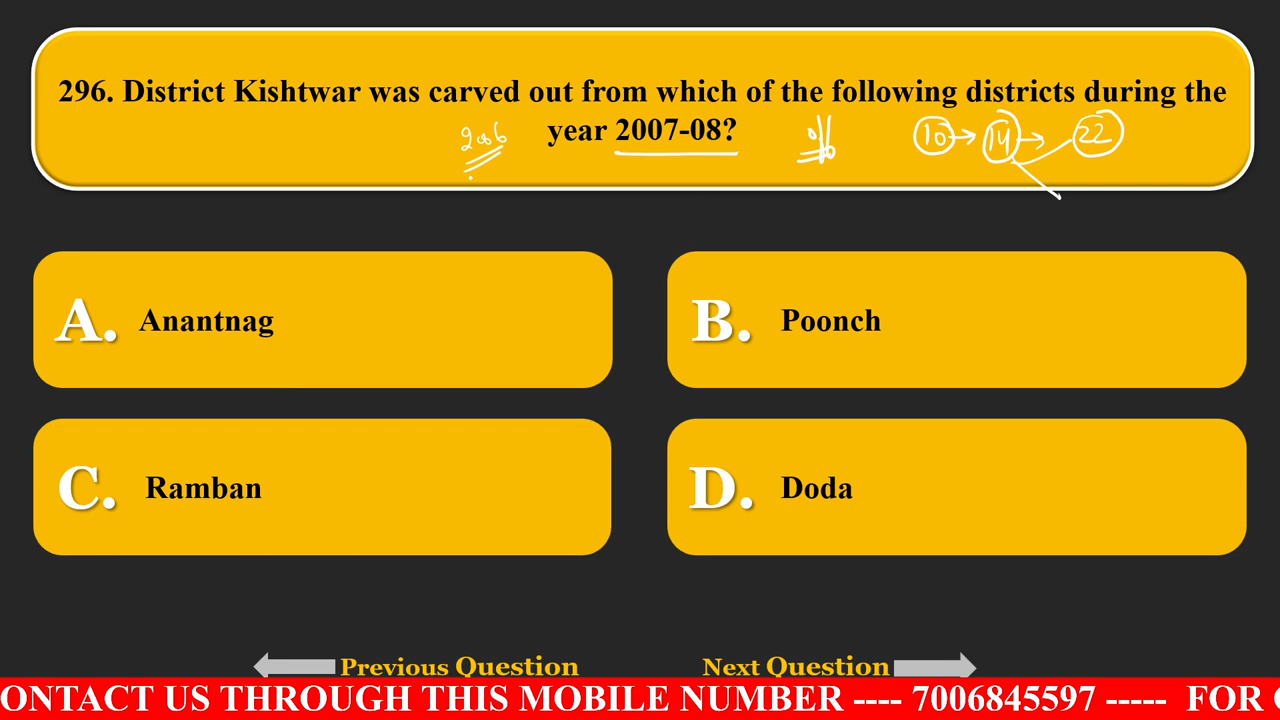 296. District Kishtwar was carved out from which of the following districts during the
year 2007-08?
10 → 14 → 22
A. Anantnag
B. Poonch
C. Ramban
D. Doda
Previous Question
Next Question
ONTACT US THROUGH THIS MOBILE NUMBER ---- 7006845597 ----- FOR